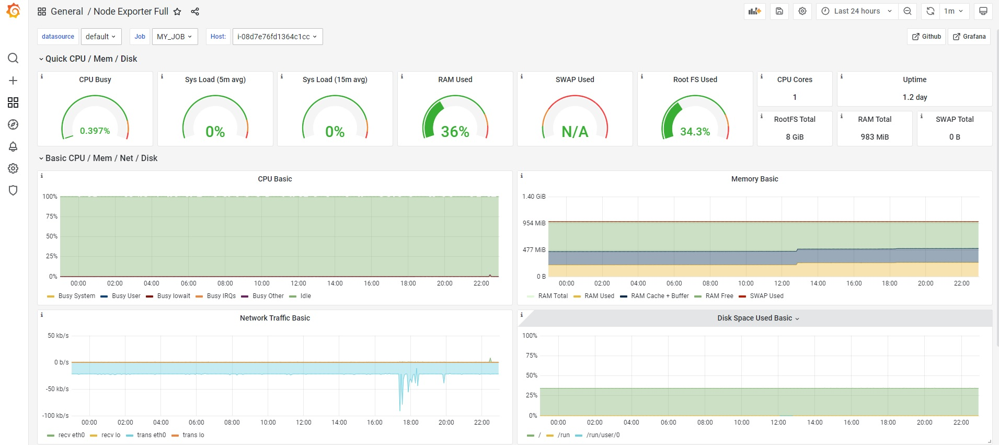 General / Node Exporter Full
Last 24 hours 1m
datasource default Job MY_JOB Host: i-08d7e76fd1364c1cc Github Grafana
Quick CPU / Mem / Disk
CPU Busy
0.397%
Sys Load (5m avg)
0%
Sys Load (15m avg)
0%
RAM Used
36%
SWAP Used
N/A
Root FS Used
34.3%
CPU Cores
1
Uptime
1.2 day
RootFS Total
8 GiB
RAM Total
983 MiB
SWAP Total
0 B
Basic CPU / Mem / Net / Disk
CPU Basic
100%
75%
50%
25%
0%
00:00 02:00 04:00 06:00 08:00 10:00 12:00 14:00 16:00 18:00 20:00 22:00
Busy System Busy User Busy Iowait Busy IRQs Busy Other Idle
Memory Basic
1.40 GiB
954 MiB
477 MiB
0 B
00:00 02:00 04:00 06:00 08:00 10:00 12:00 14:00 16:00 18:00 20:00 22:00
RAM Total RAM Used RAM Cache + Buffer RAM Free SWAP Used
Network Traffic Basic
50 kb/s
0 b/s
-50 kb/s
-100 kb/s
00:00 02:00 04:00 06:00 08:00 10:00 12:00 14:00 16:00 18:00 20:00 22:00
recv eth0 recv lo trans eth0 trans lo
Disk Space Used Basic
100%
75%
50%
25%
0%
00:00 02:00 04:00 06:00 08:00 10:00 12:00 14:00 16:00 18:00 20:00 22:00
/ /run /run/user/0